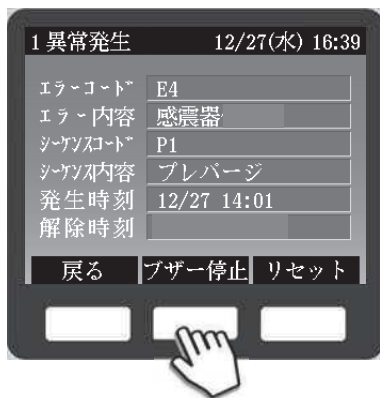 1 異常発生 12/27(水) 16:39
エラーコード E4
エラー内容 感震器
シーケンスコード P1
シーケンス内容 プレパージ
発生時刻 12/27 14:01
解除時刻
戻る ブザー停止 リセット